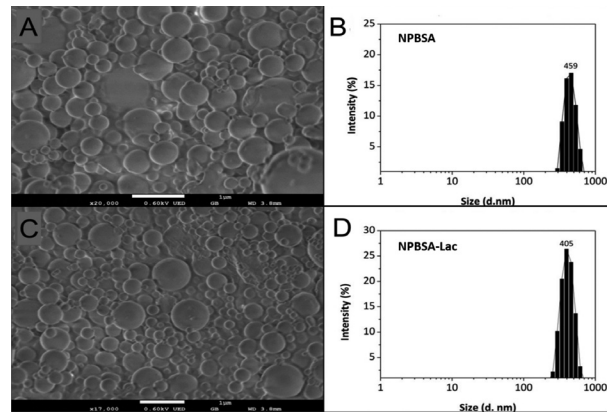 A
x20,000 0.60kV UED GB WD 3.8mm
1µm
B
NPBSA
459
Intensity (%)
25
20
15
10
5
1 10 100 1000
Size (d.nm)
C
x17,000 0.60kV UED GB WD 3.8mm
1µm
D
NPBSA-Lac
405
Intensity (%)
30
25
20
15
10
5
1 10 100 1000
Size (d. nm)